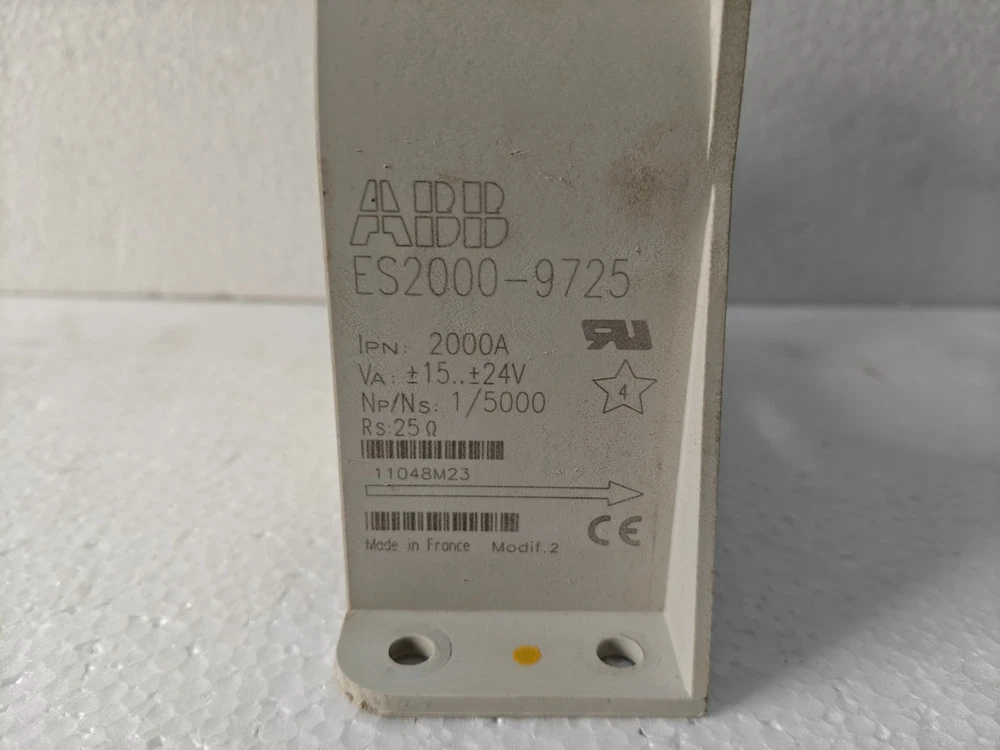 ABB
ES2000-9725
IPN: 2000A
VA: ±15..±24V
NP/NS: 1/5000
RS:25Ω
4
11048M23
CE
Made in France Modif.2